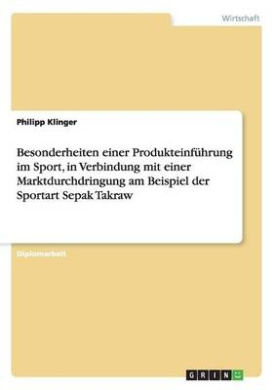 Wirtschaft
Philipp Klinger
Besonderheiten einer Produkteinführung
im Sport, in Verbindung mit einer
Marktdurchdringung am Beispiel der
Sportart Sepak Takraw
Diplomarbeit
GRIN